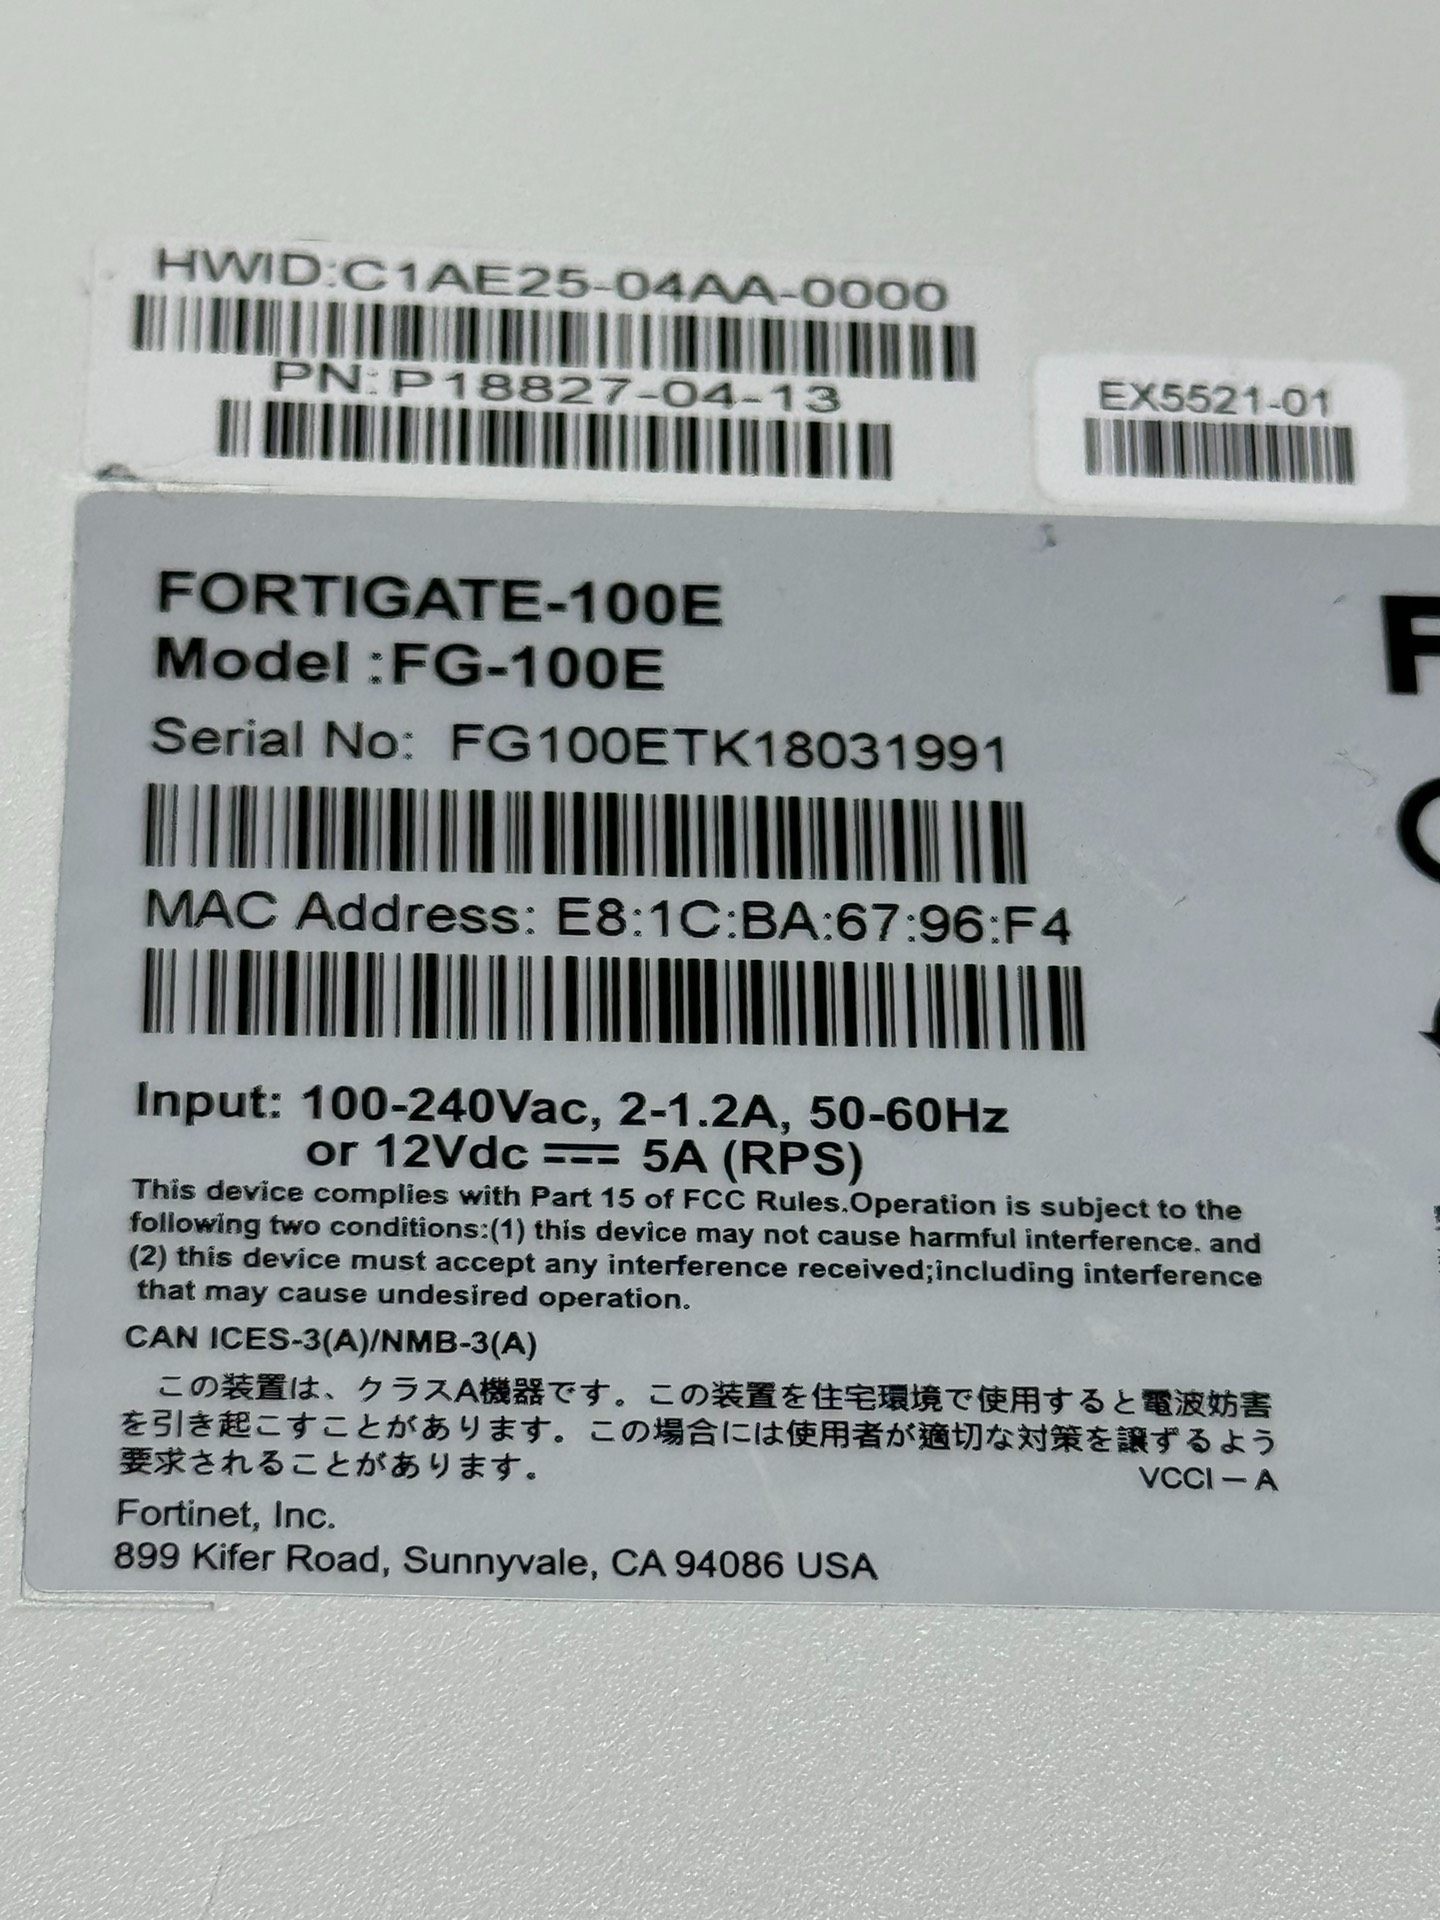 HWID:C1AE25-04AA-0000
PN:P18827-04-13
EX5521-01
FORTIGATE-100E
Model :FG-100E
Serial No: FG100ETK18031991
MAC Address: E8:1C:BA:67:96:F4
Input: 100-240Vac, 2-1.2A, 50-60Hz
or 12Vdc ⎓ 5A (RPS)
This device complies with Part 15 of FCC Rules.Operation is subject to the
following two conditions:(1) this device may not cause harmful interference. and
(2) this device must accept any interference received;including interference
that may cause undesired operation.
CAN ICES-3(A)/NMB-3(A)
この装置は、クラスA機器です。この装置を住宅環境で使用すると電波妨害
を引き起こすことがあります。この場合には使用者が適切な対策を譲ずるよう
要求されることがあります。
VCCI－A
Fortinet, Inc.
899 Kifer Road, Sunnyvale, CA 94086 USA